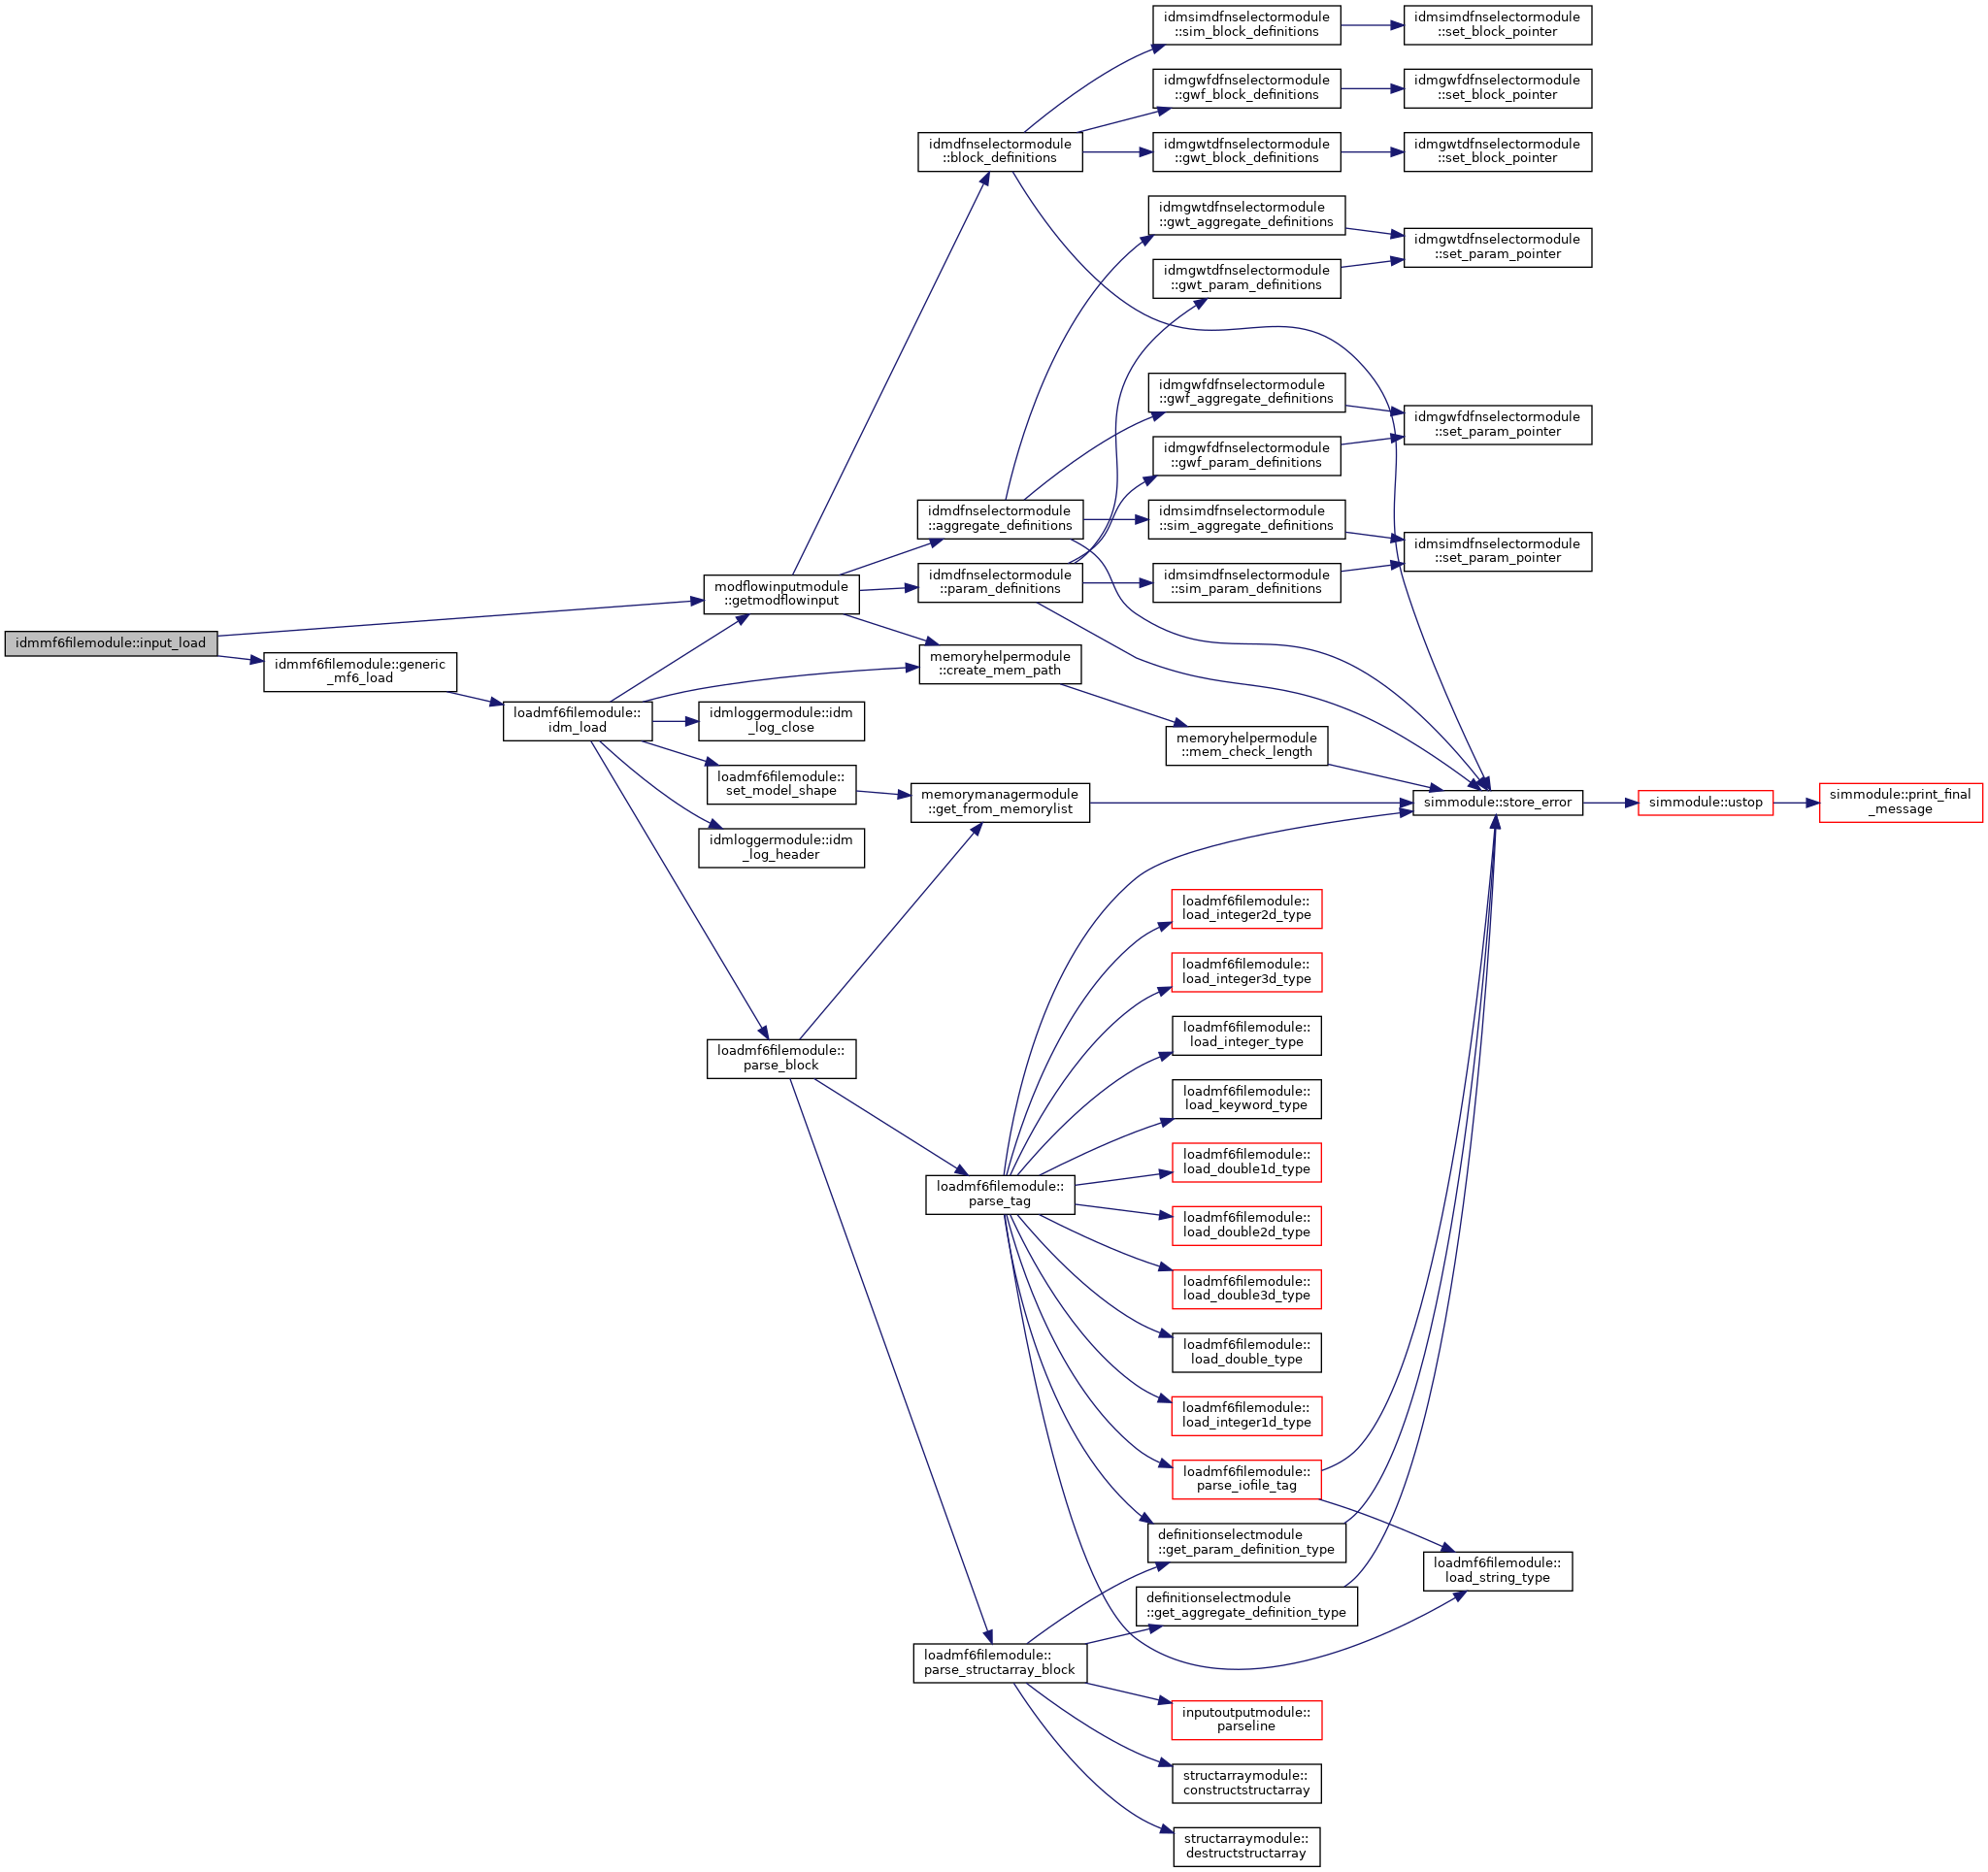 idmmf6filemodule::input_load
idmmf6filemodule::generic
_mf6_load
loadmf6filemodule::
idm_load
modflowinputmodule
::getmodflowinput
idmloggermodule::idm
_log_close
loadmf6filemodule::
set_model_shape
idmloggermodule::idm
_log_header
loadmf6filemodule::
parse_block
idmdfnselectormodule
::block_definitions
idmdfnselectormodule
::aggregate_definitions
idmdfnselectormodule
::param_definitions
memoryhelpermodule
::create_mem_path
memorymanagermodule
::get_from_memorylist
loadmf6filemodule::
parse_tag
loadmf6filemodule::
parse_structarray_block
idmsimdfnselectormodule
::sim_block_definitions
idmgwfdfnselectormodule
::gwf_block_definitions
idmgwtdfnselectormodule
::gwt_block_definitions
idmgwtdfnselectormodule
::gwt_aggregate_definitions
idmgwtdfnselectormodule
::gwt_param_definitions
idmgwfdfnselectormodule
::gwf_aggregate_definitions
idmgwfdfnselectormodule
::gwf_param_definitions
idmsimdfnselectormodule
::sim_aggregate_definitions
idmsimdfnselectormodule
::sim_param_definitions
memoryhelpermodule
::mem_check_length
loadmf6filemodule::
load_integer2d_type
loadmf6filemodule::
load_integer3d_type
loadmf6filemodule::
load_integer_type
loadmf6filemodule::
load_keyword_type
loadmf6filemodule::
load_double1d_type
loadmf6filemodule::
load_double2d_type
loadmf6filemodule::
load_double3d_type
loadmf6filemodule::
load_double_type
loadmf6filemodule::
load_integer1d_type
loadmf6filemodule::
parse_iofile_tag
definitionselectmodule
::get_param_definition_type
definitionselectmodule
::get_aggregate_definition_type
inputoutputmodule::
parseline
structarraymodule::
constructstructarray
structarraymodule::
destructstructarray
idmsimdfnselectormodule
::set_block_pointer
idmgwfdfnselectormodule
::set_block_pointer
idmgwtdfnselectormodule
::set_block_pointer
idmgwtdfnselectormodule
::set_param_pointer
idmgwfdfnselectormodule
::set_param_pointer
idmsimdfnselectormodule
::set_param_pointer
simmodule::store_error
loadmf6filemodule::
load_string_type
simmodule::ustop
simmodule::print_final
_message